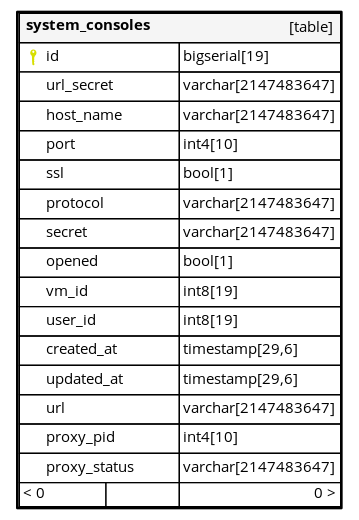 system_consoles [table]
id bigserial[19]
url_secret varchar[2147483647]
host_name varchar[2147483647]
port int4[10]
ssl bool[1]
protocol varchar[2147483647]
secret varchar[2147483647]
opened bool[1]
vm_id int8[19]
user_id int8[19]
created_at timestamp[29,6]
updated_at timestamp[29,6]
url varchar[2147483647]
proxy_pid int4[10]
proxy_status varchar[2147483647]
< 0 0 >